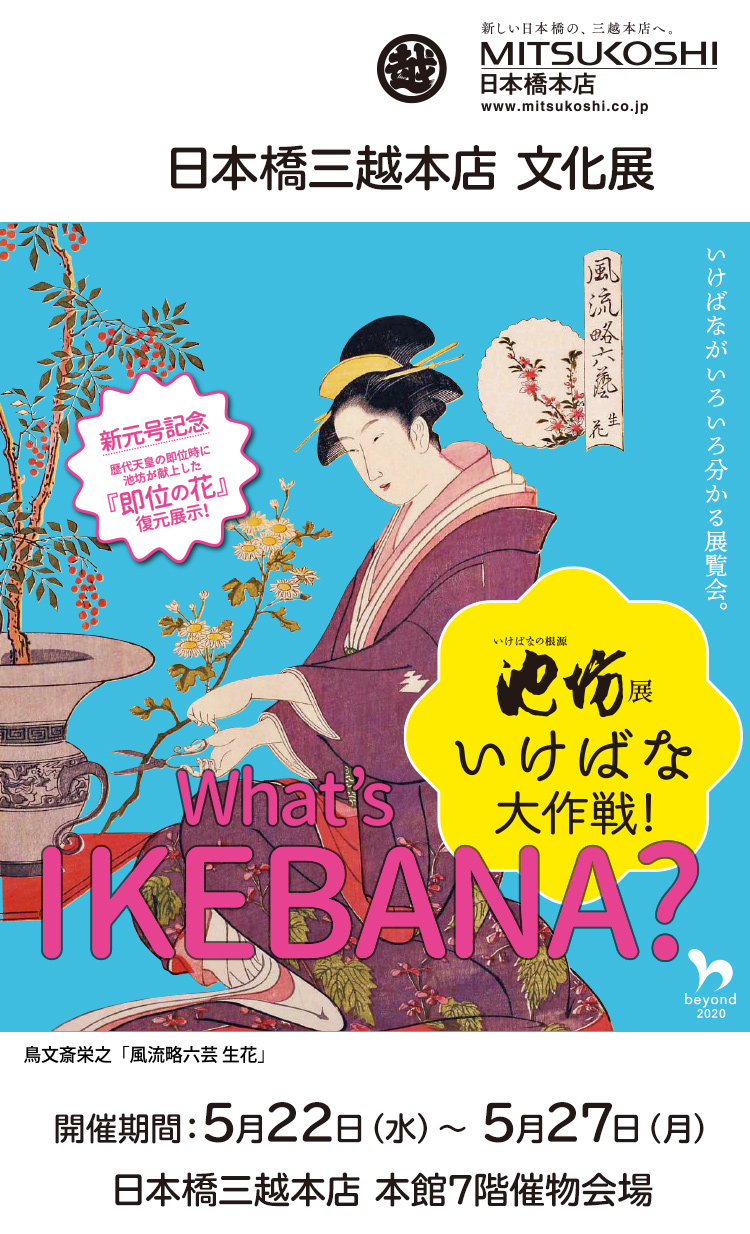 新しい日本橋の、三越本店へ。
越
MITSUKOSHI
日本橋本店
www.mitsukoshi.co.jp
日本橋三越本店 文化展
いけばながいろいろ分かる展覧会。
風流略六藝
生花
新元号記念
歴代天皇の即位時に
池坊が献上した
『即位の花』
復元展示!
いけばなの根源
池坊展
いけばな
大作戦!
What's
IKEBANA?
beyond
2020
鳥文斎栄之「風流略六芸 生花」
開催期間:5月22日(水)～ 5月27日(月)
日本橋三越本店 本館7階催物会場